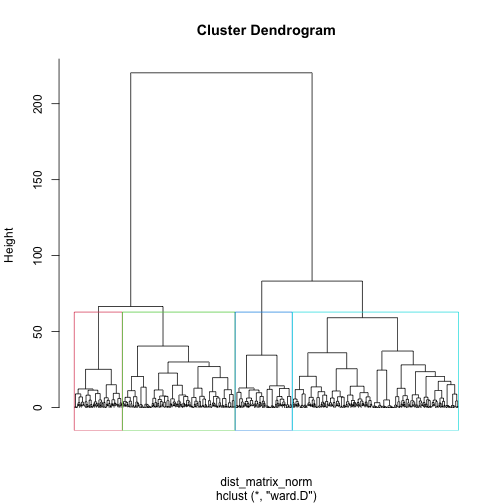 Cluster Dendrogram
Height
200
150
100
50
0
dist_matrix_norm
hclust (*, "ward.D")